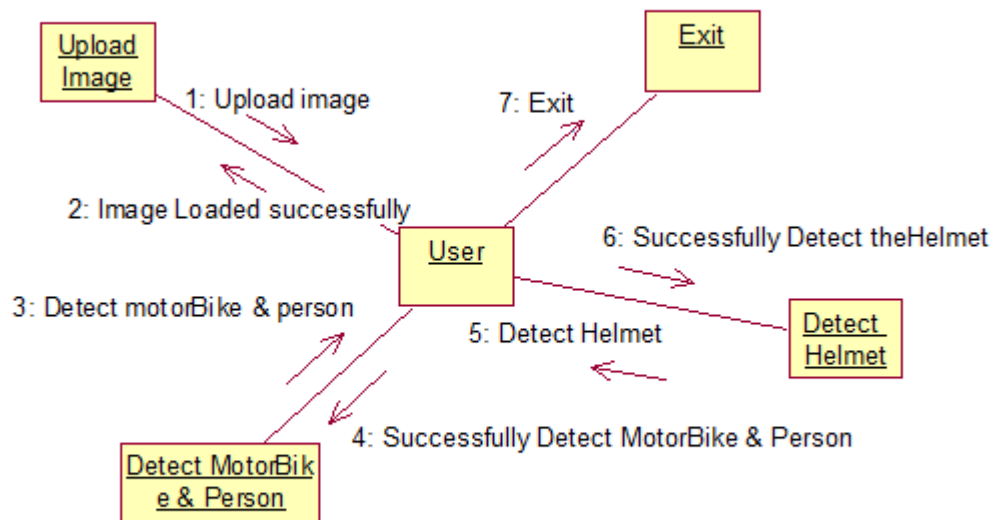 Upload
Image
Exit
1: Upload image
7: Exit
2: Image Loaded successfully
User
6: Successfully Detect theHelmet
3: Detect motorBike & person
5: Detect Helmet
Detect
Helmet
4: Successfully Detect MotorBike & Person
Detect MotorBik
e & Person